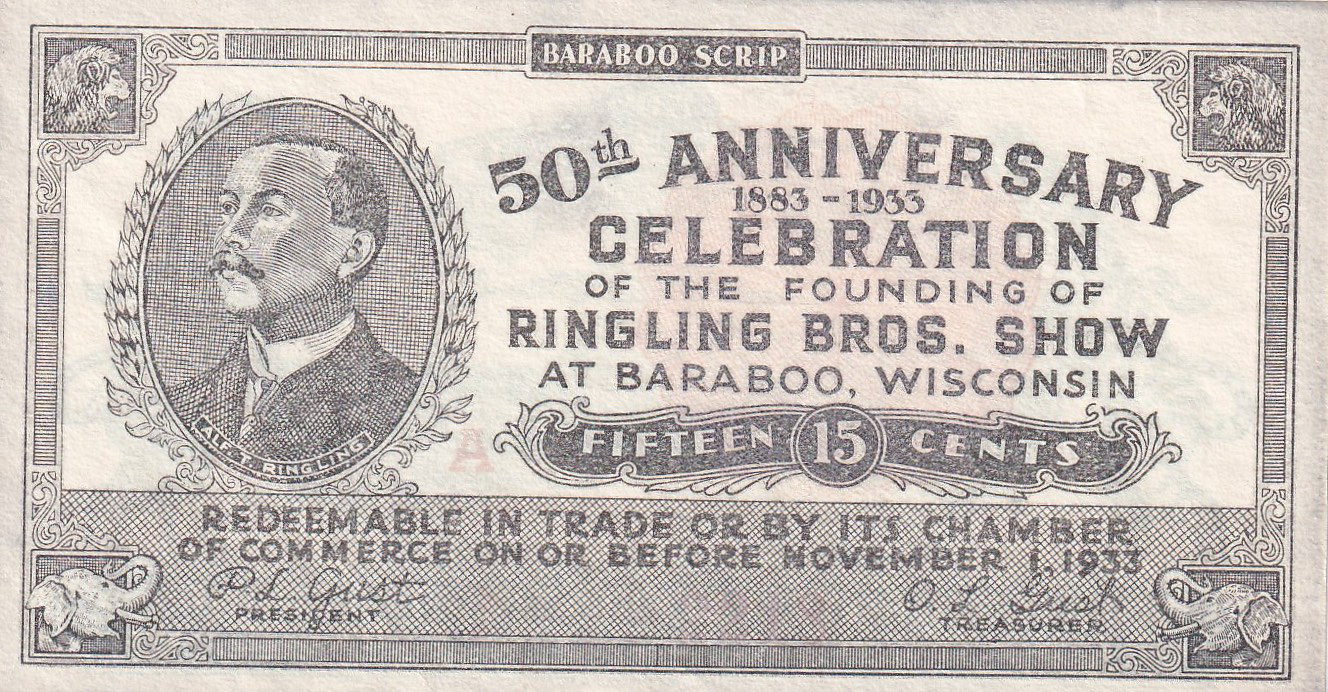 BARABOO SCRIP
50th ANNIVERSARY
1883 - 1933
CELEBRATION
OF THE FOUNDING OF
RINGLING BROS. SHOW
AT BARABOO, WISCONSIN
FIFTEEN 15 CENTS
ALF. T. RINGLING
A
REDEEMABLE IN TRADE OR BY ITS CHAMBER
OF COMMERCE ON OR BEFORE NOVEMBER 1, 1933
P L Gust
PRESIDENT
O. L. Gust
TREASURER